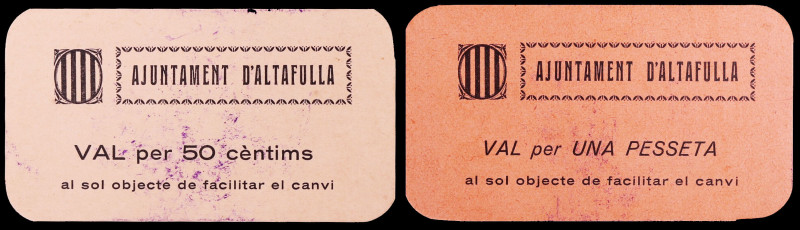 AJUNTAMENT D'ALTAFULLA
VAL per 50 cèntims
al sol objecte de facilitar el canvi
AJUNTAMENT D'ALTAFULLA
VAL per UNA PESSETA
al sol objecte de facilitar el canvi